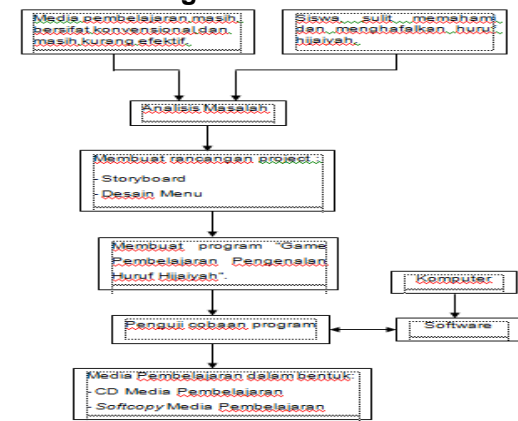 Media pembelajaran masih
bersifat konvensional dan
masih kurang efektif.
Siswa sulit memahami
dan menghafalkan huruf
hijaiyah.
Analisis Masalah
Membuat rancangan project :
- Storyboard
- Desain Menu
Membuat program "Game
Pembelajaran Pengenalan
Huruf Hijaiyah".
Komputer
Penguji cobaan program
Software
Media Pembelajaran dalam bentuk:
- CD Media Pembelajaran
- Softcopy Media Pembelajaran